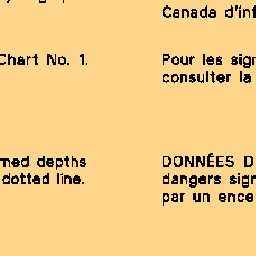 Canada d'inf
Chart No. 1.
Pour les sign
consulter la
rmed depths
dotted line.
DONNÉES D
dangers sign
par un ence